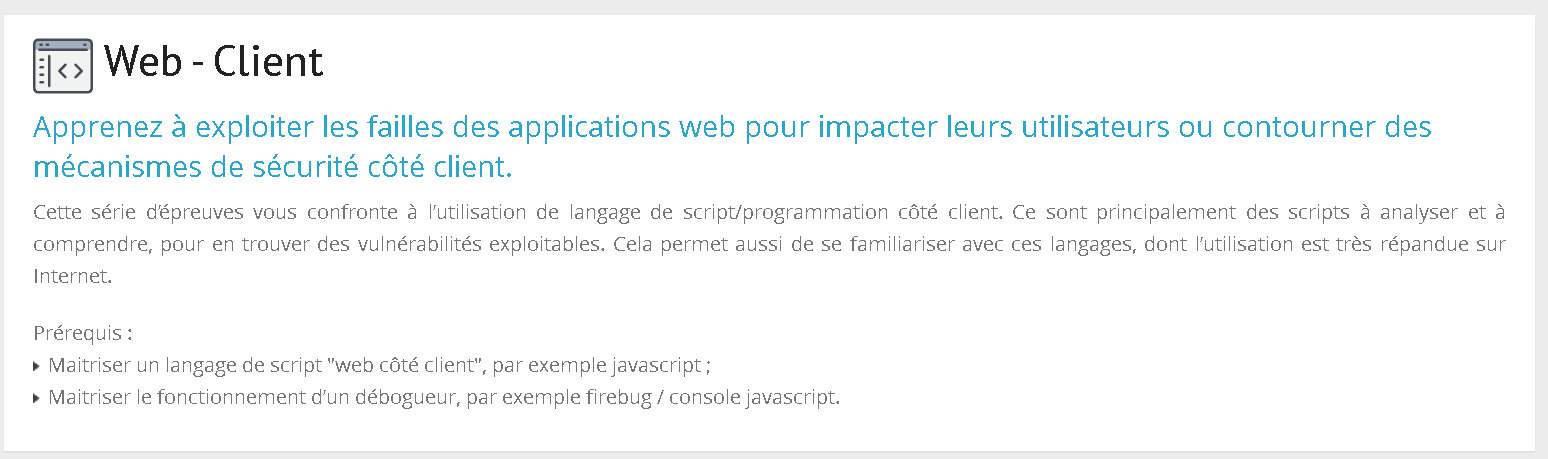 Web - Client
Apprenez à exploiter les failles des applications web pour impacter leurs utilisateurs ou contourner des
mécanismes de sécurité côté client.
Cette série d’épreuves vous confronte à l’utilisation de langage de script/programmation côté client. Ce sont principalement des scripts à analyser et à
comprendre, pour en trouver des vulnérabilités exploitables. Cela permet aussi de se familiariser avec ces langages, dont l’utilisation est très répandue sur
Internet.
Prérequis :
Maitriser un langage de script "web côté client", par exemple javascript ;
Maitriser le fonctionnement d’un débogueur, par exemple firebug / console javascript.